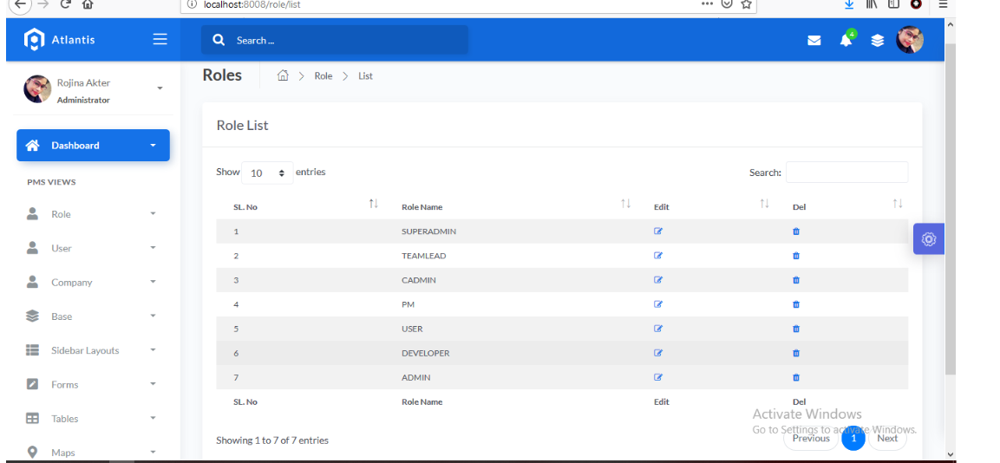 localhost:8008/role/list
Atlantis
Search ...
4
Rojina Akter
Administrator
Dashboard
PMS VIEWS
Role
User
Company
Base
Sidebar Layouts
Forms
Tables
Maps
Roles
> Role > List
Role List
Show 10 entries
Search:
SL. No Role Name Edit Del
1 SUPERADMIN
2 TEAMLEAD
3 CADMIN
4 PM
5 USER
6 DEVELOPER
7 ADMIN
SL. No Role Name Edit Del
Activate Windows
Go to Settings to activate Windows.
Showing 1 to 7 of 7 entries
Previous 1 Next